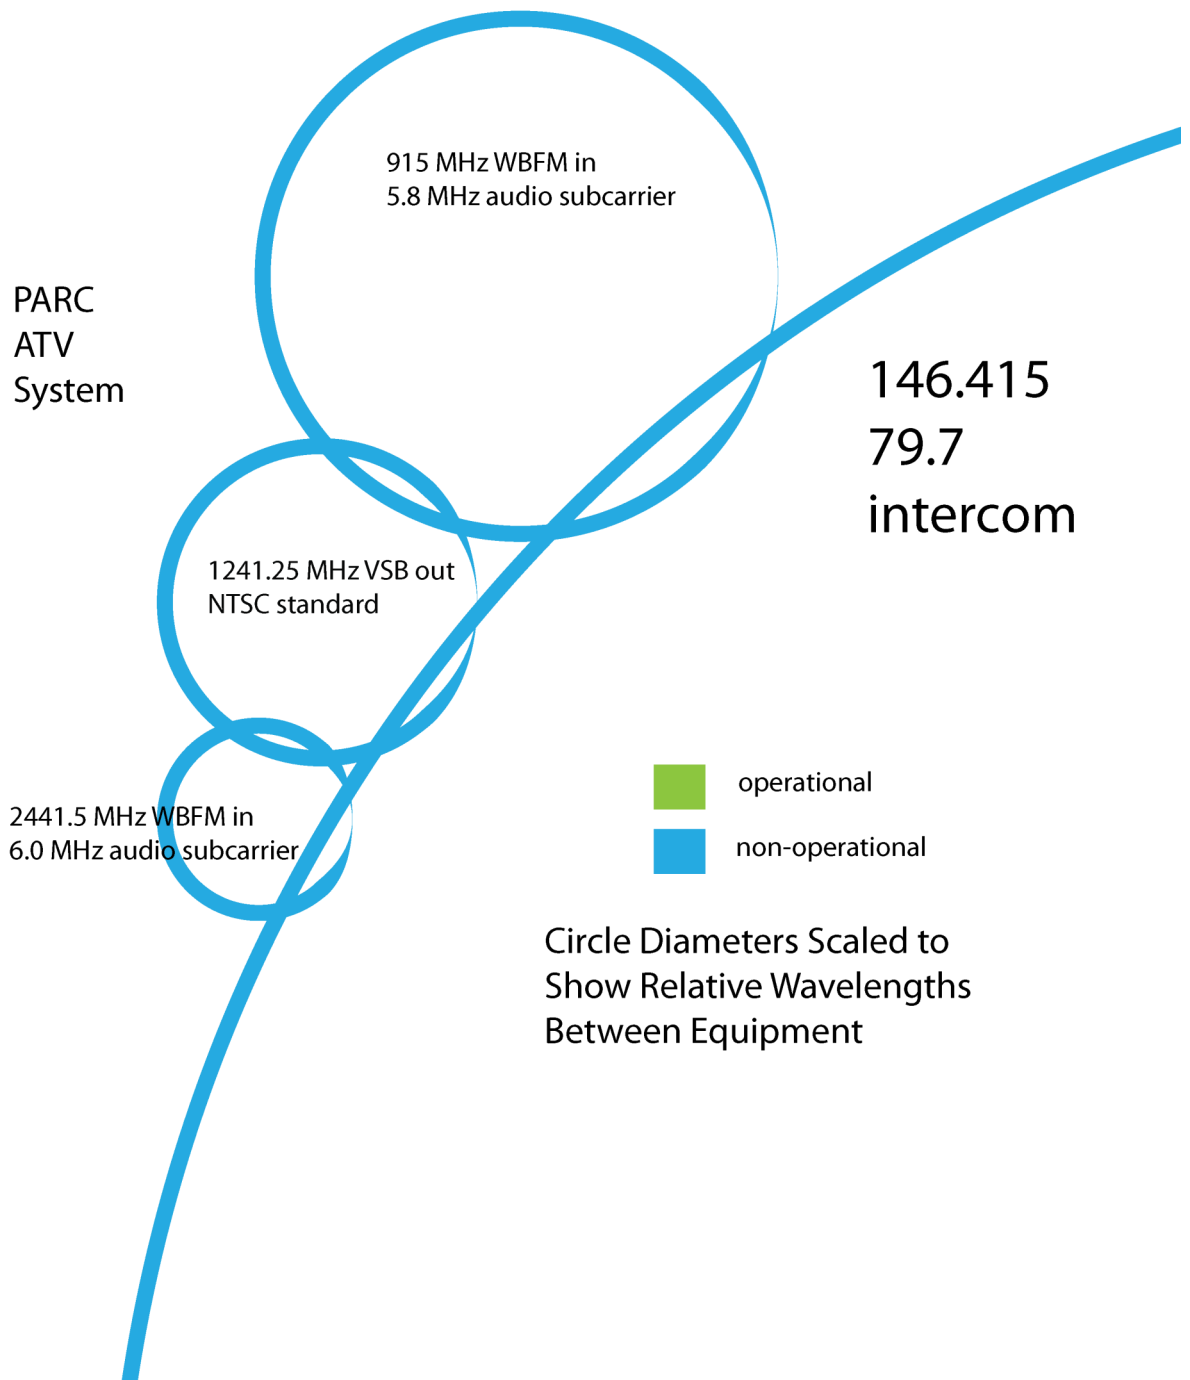 915 MHz WBFM in
5.8 MHz audio subcarrier
PARC
ATV
System
146.415
79.7
intercom
1241.25 MHz VSB out
NTSC standard
2441.5 MHz WBFM in
6.0 MHz audio subcarrier
operational
non-operational
Circle Diameters Scaled to
Show Relative Wavelengths
Between Equipment